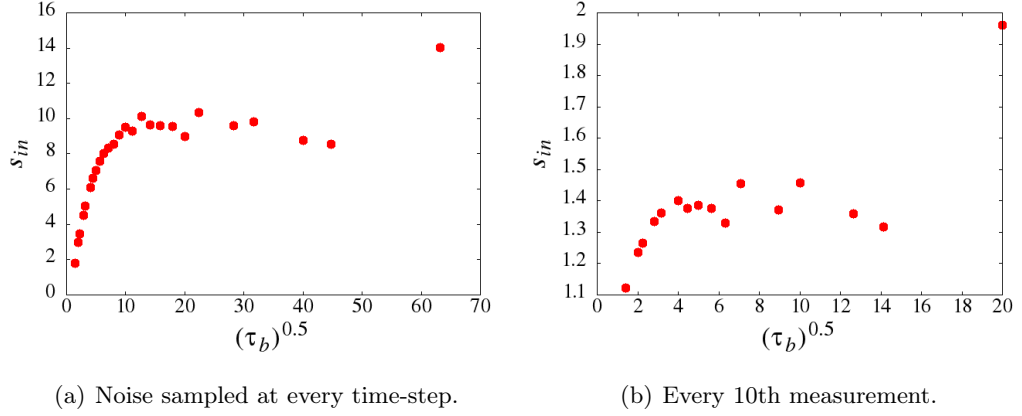 16
14
12
10
8
6
4
2
0
s_in
0 10 20 30 40 50 60 70
(τ_b)^0.5
2
1.9
1.8
1.7
1.6
1.5
1.4
1.3
1.2
1.1
s_in
0 2 4 6 8 10 12 14 16 18 20
(τ_b)^0.5
(a) Noise sampled at every time-step.
(b) Every 10th measurement.